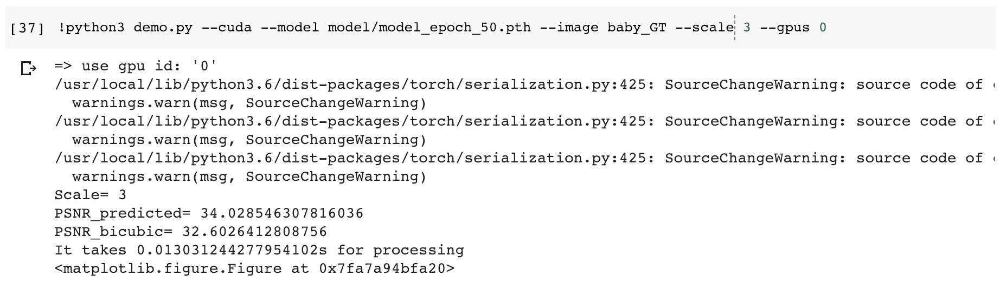 [37] !python3 demo.py --cuda --model model/model_epoch_50.pth --image baby_GT --scale 3 --gpus 0
=> use gpu id: '0'
/usr/local/lib/python3.6/dist-packages/torch/serialization.py:425: SourceChangeWarning: source code of
  warnings.warn(msg, SourceChangeWarning)
/usr/local/lib/python3.6/dist-packages/torch/serialization.py:425: SourceChangeWarning: source code of
  warnings.warn(msg, SourceChangeWarning)
/usr/local/lib/python3.6/dist-packages/torch/serialization.py:425: SourceChangeWarning: source code of
  warnings.warn(msg, SourceChangeWarning)
Scale= 3
PSNR_predicted= 34.028546307816036
PSNR_bicubic= 32.6026412808756
It takes 0.013031244277954102s for processing
<matplotlib.figure.Figure at 0x7fa7a94bfa20>